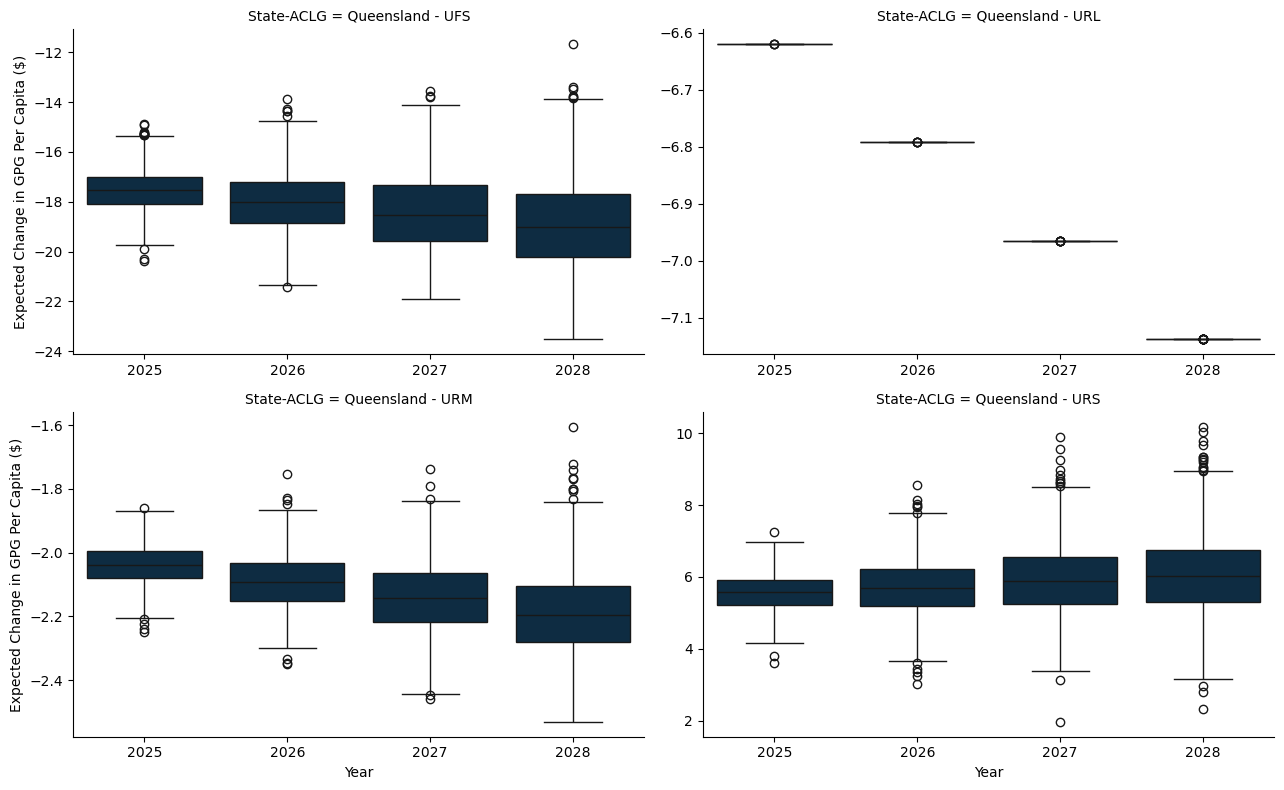 State-ACLG = Queensland - UFS
Expected Change in GPG Per Capita ($)
−12
−14
−16
−18
−20
−22
−24
2025 2026 2027 2028
State-ACLG = Queensland - URL
−6.6
−6.7
−6.8
−6.9
−7.0
−7.1
2025 2026 2027 2028
State-ACLG = Queensland - URM
Expected Change in GPG Per Capita ($)
−1.6
−1.8
−2.0
−2.2
−2.4
2025 2026 2027 2028
Year
State-ACLG = Queensland - URS
10
8
6
4
2
2025 2026 2027 2028
Year